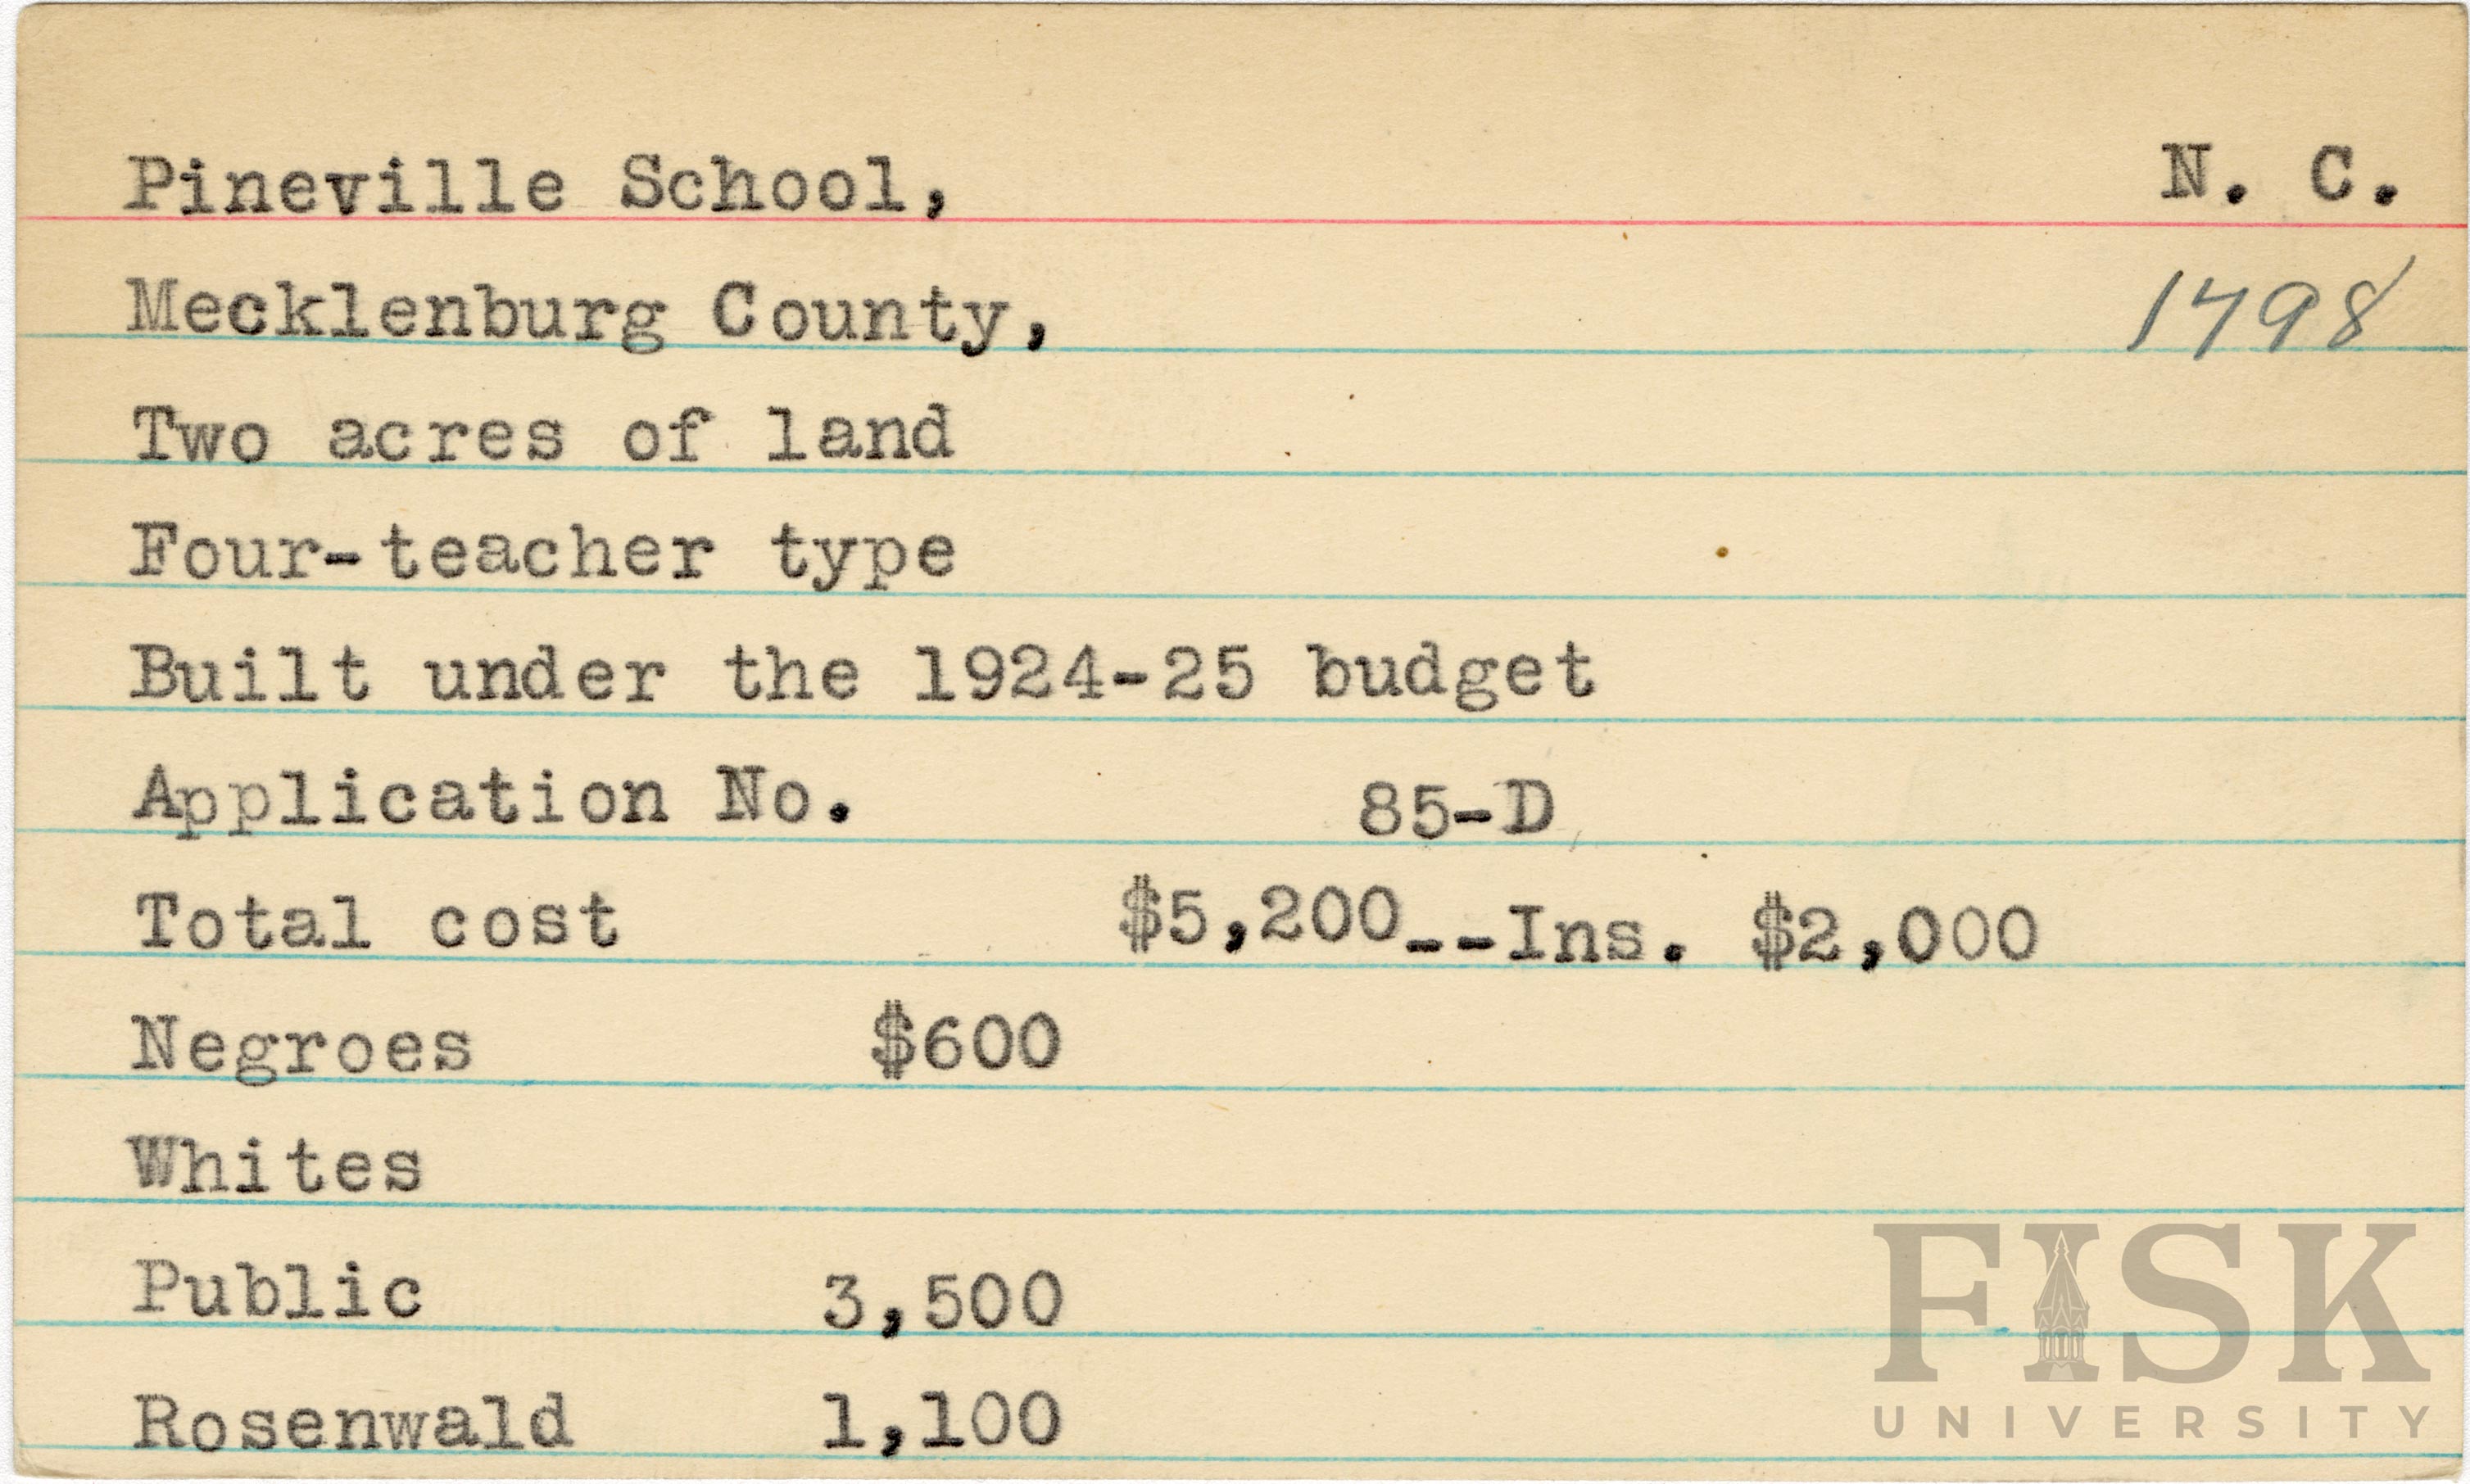 Pineville School, N. C.
Mecklenburg County, 1798
Two acres of land
Four-teacher type
Built under the 1924-25 budget
Application No. 85-D
Total cost $5,200--Ins. $2,000
Negroes $600
Whites
Public 3,500
Rosenwald 1,100
FISK
UNIVERSITY